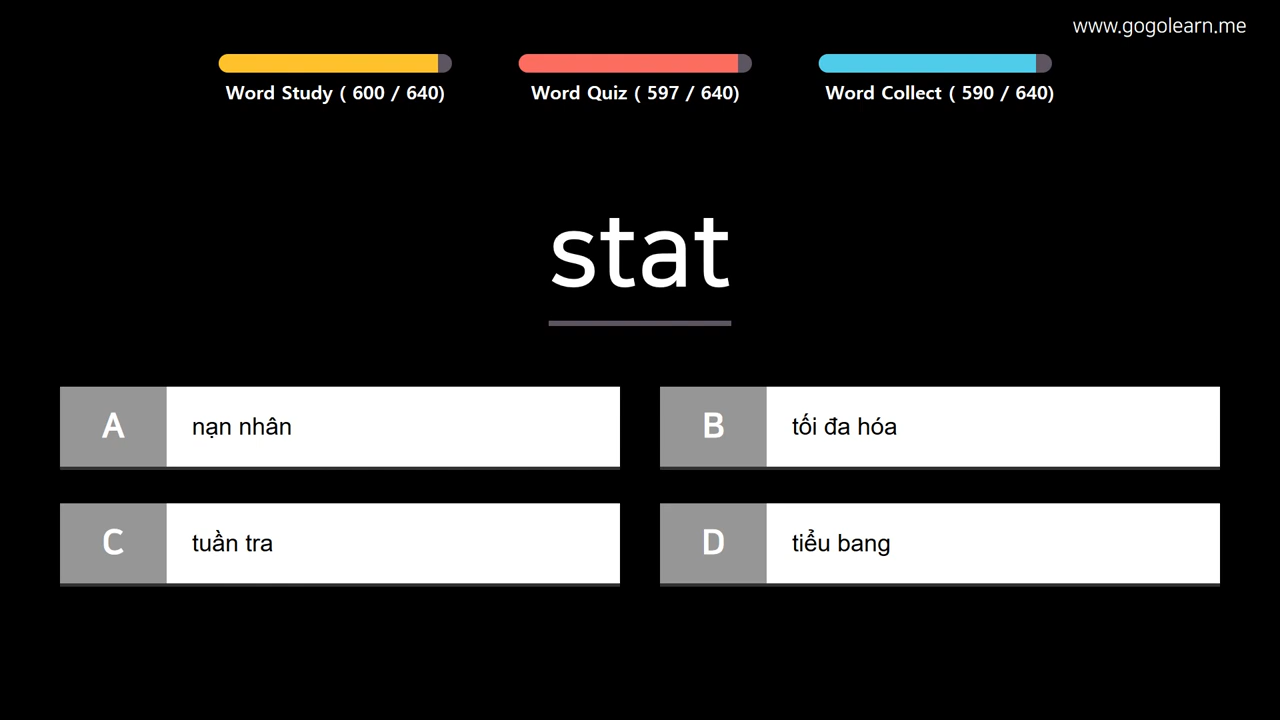 www.gogolearn.me
Word Study ( 600 / 640)
Word Quiz ( 597 / 640)
Word Collect ( 590 / 640)
stat
A nạn nhân
B tối đa hóa
C tuần tra
D tiểu bang